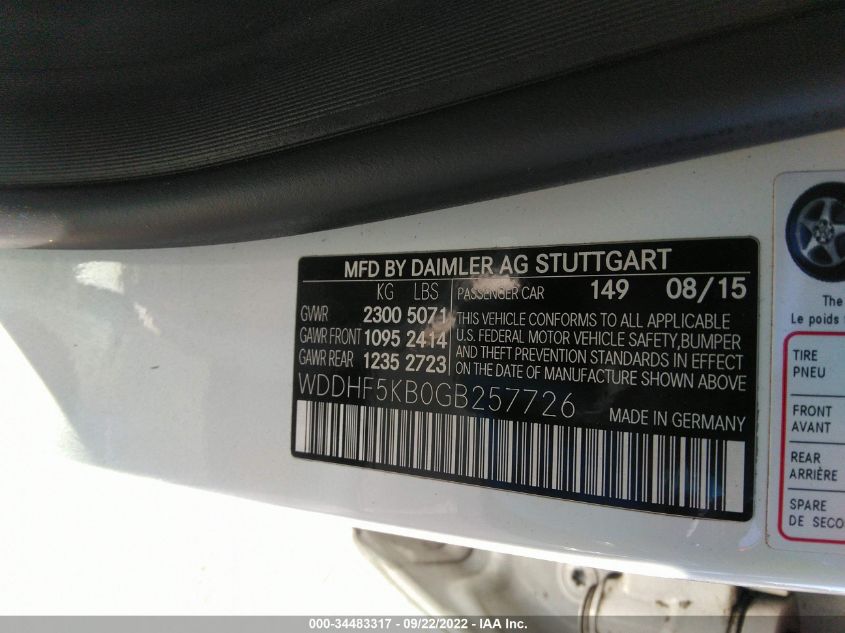 MFD BY DAIMLER AG STUTTGART
KG LBS PASSENGER CAR 149 08/15
GVWR 2300 5071 THIS VEHICLE CONFORMS TO ALL APPLICABLE
GAWR FRONT 1095 2414 U.S. FEDERAL MOTOR VEHICLE SAFETY,BUMPER
GAWR REAR 1235 2723 AND THEFT PREVENTION STANDARDS IN EFFECT
ON DATE OF MANUFACTURE SHOWN ABOVE
WDDHF5KB0GB257726 MADE IN GERMANY
The
Le poids
TIRE
PNEU
FRONT
AVANT
REAR
ARRIÈRE
SPARE
DE SECO
000-34483317 - 09/22/2022 - IAA Inc.